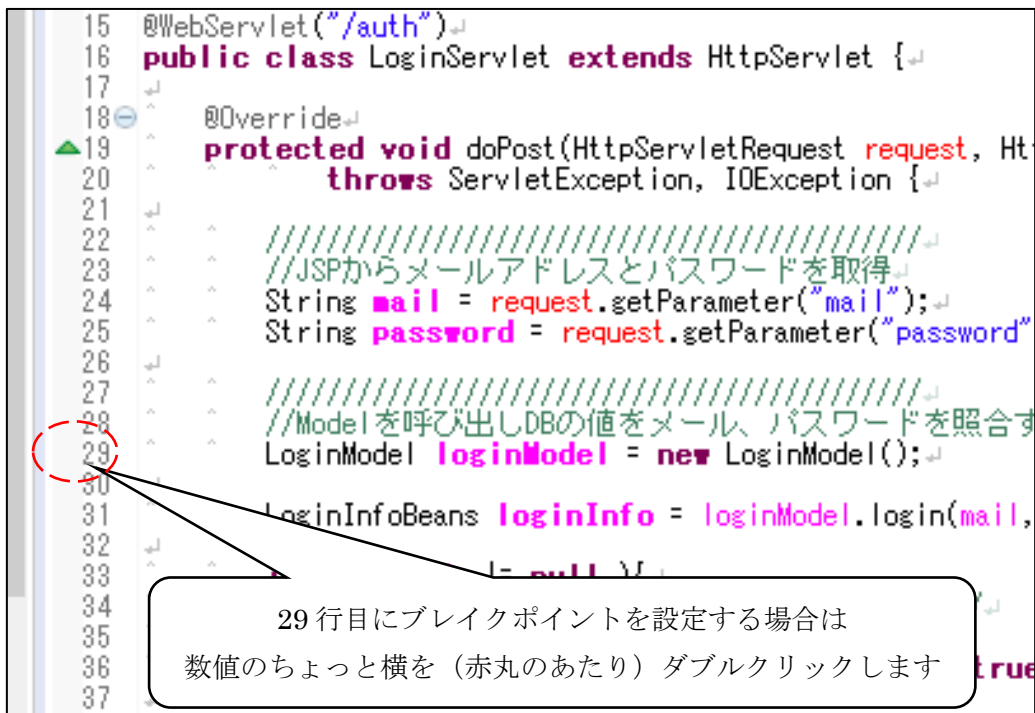 15 @WebServlet("/auth")
16 public class LoginServlet extends HttpServlet {
17
18 @Override
19 protected void doPost(HttpServletRequest request, Ht
20 throws ServletException, IOException {
21
22 ////////////////////////////////////////////
23 //JSPからメールアドレスとパスワードを取得
24 String mail = request.getParameter("mail");
25 String password = request.getParameter("password"
26
27 ////////////////////////////////////////////
28 //Modelを呼び出しDBの値をメール、パスワードを照合す
29 LoginModel loginModel = new LoginModel();
30
31 LoginInfoBeans loginInfo = loginModel.login(mail,
32
33 != null ){
34
35
36 true
37
29 行目にブレイクポイントを設定する場合は
数値のちょっと横を（赤丸のあたり）ダブルクリックします